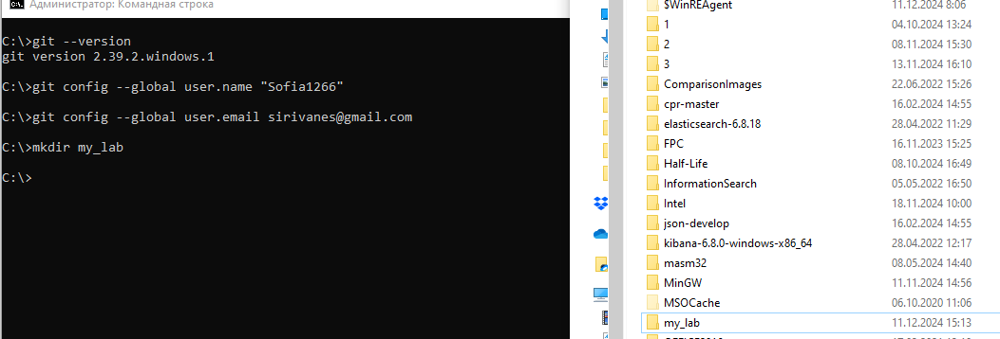 Администратор: Командная строка
C:\>git --version
git version 2.39.2.windows.1
C:\>git config --global user.name "Sofia1266"
C:\>git config --global user.email sirivanes@gmail.com
C:\>mkdir my_lab
C:\>
$WinREAgent 11.12.2024 8:06
1 04.10.2024 13:24
2 08.11.2024 15:30
3 13.11.2024 16:10
ComparisonImages 22.06.2022 15:26
cpr-master 16.02.2024 14:55
elasticsearch-6.8.18 28.04.2022 11:29
FPC 16.11.2023 15:25
Half-Life 08.10.2024 16:49
InformationSearch 05.05.2022 16:50
Intel 18.11.2024 10:00
json-develop 16.02.2024 14:55
kibana-6.8.0-windows-x86_64 28.04.2022 12:17
masm32 08.05.2024 14:40
MinGW 11.11.2024 14:56
MSOCache 06.10.2020 11:06
my_lab 11.12.2024 15:13